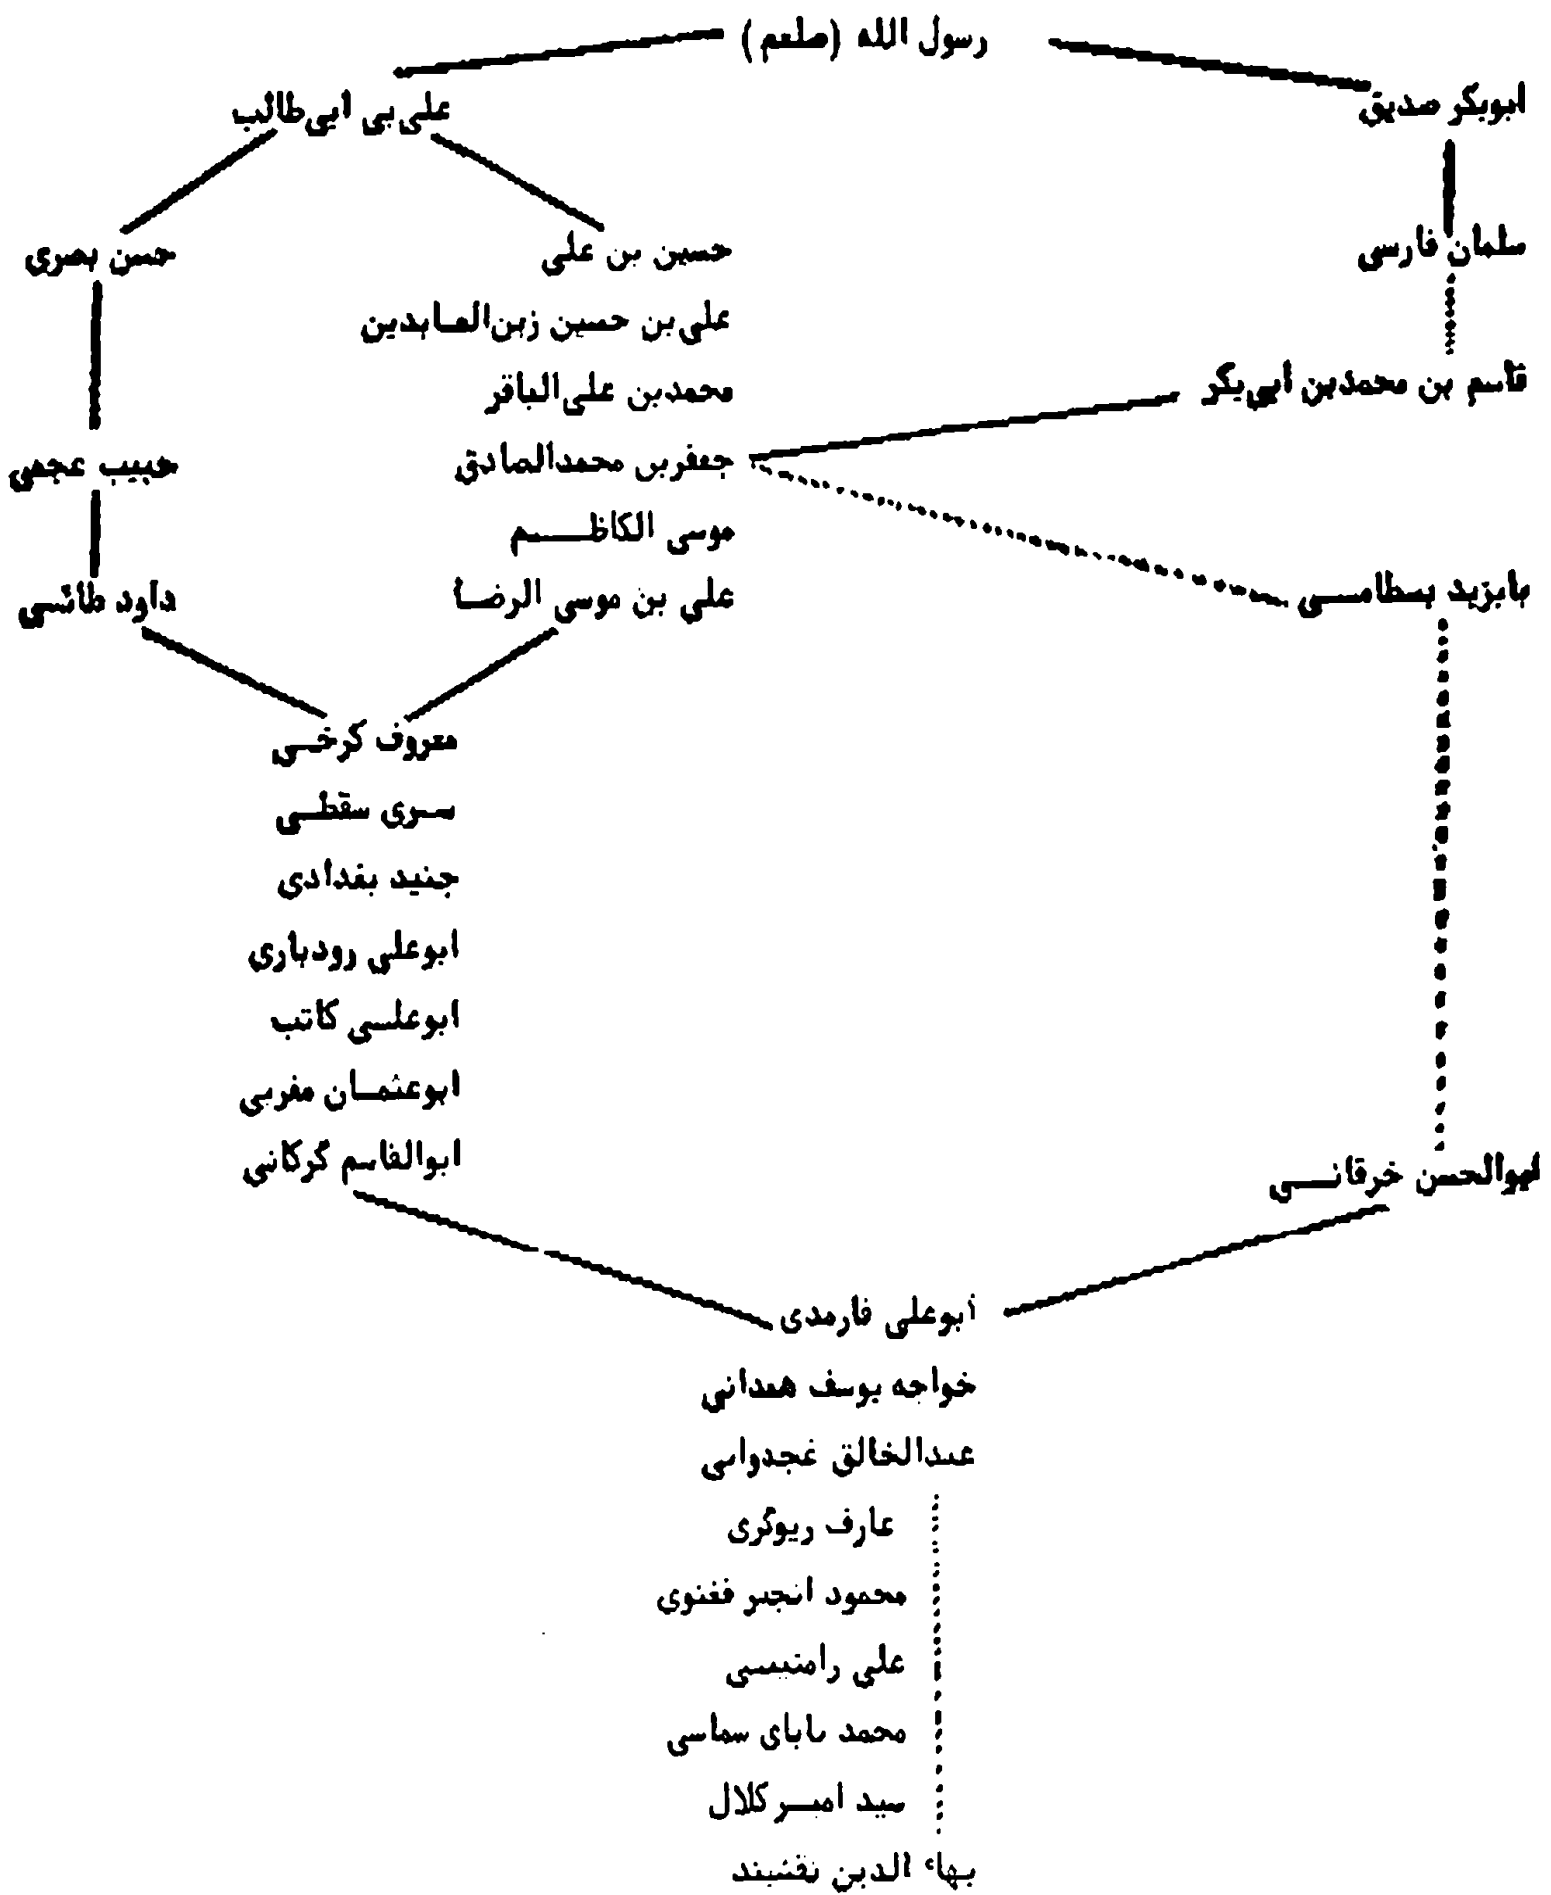 رسول الله (صلعم)
ابوبکر صدیق
علی بی ابی‌طالب
سلمان فارسی
حسین بن علی
حسن بصری
علی‌بن حسین زین‌العابدین
قاسم بن محمدبن ابی‌بکر
محمدبن علی‌الباقر
جعفربن محمدالصادق
حبیب عجمی
موسی الکاظم
بایزید بسطامی
علی بن موسی الرضا
داود طائی
معروف کرخی
سری سقطی
جنید بغدادی
ابوعلی رودباری
ابوعلی کاتب
ابوعثمان مغربی
ابوالقاسم گرکانی
ابوالحسن خرقانی
ابوعلی فارمدی
خواجه یوسف همدانی
عبدالخالق غجدوانی
عارف ریوگری
محمود انجیر فغنوی
علی رامتینی
محمد بابای سماسی
سید امیر کلال
بهاء الدین نقشبند